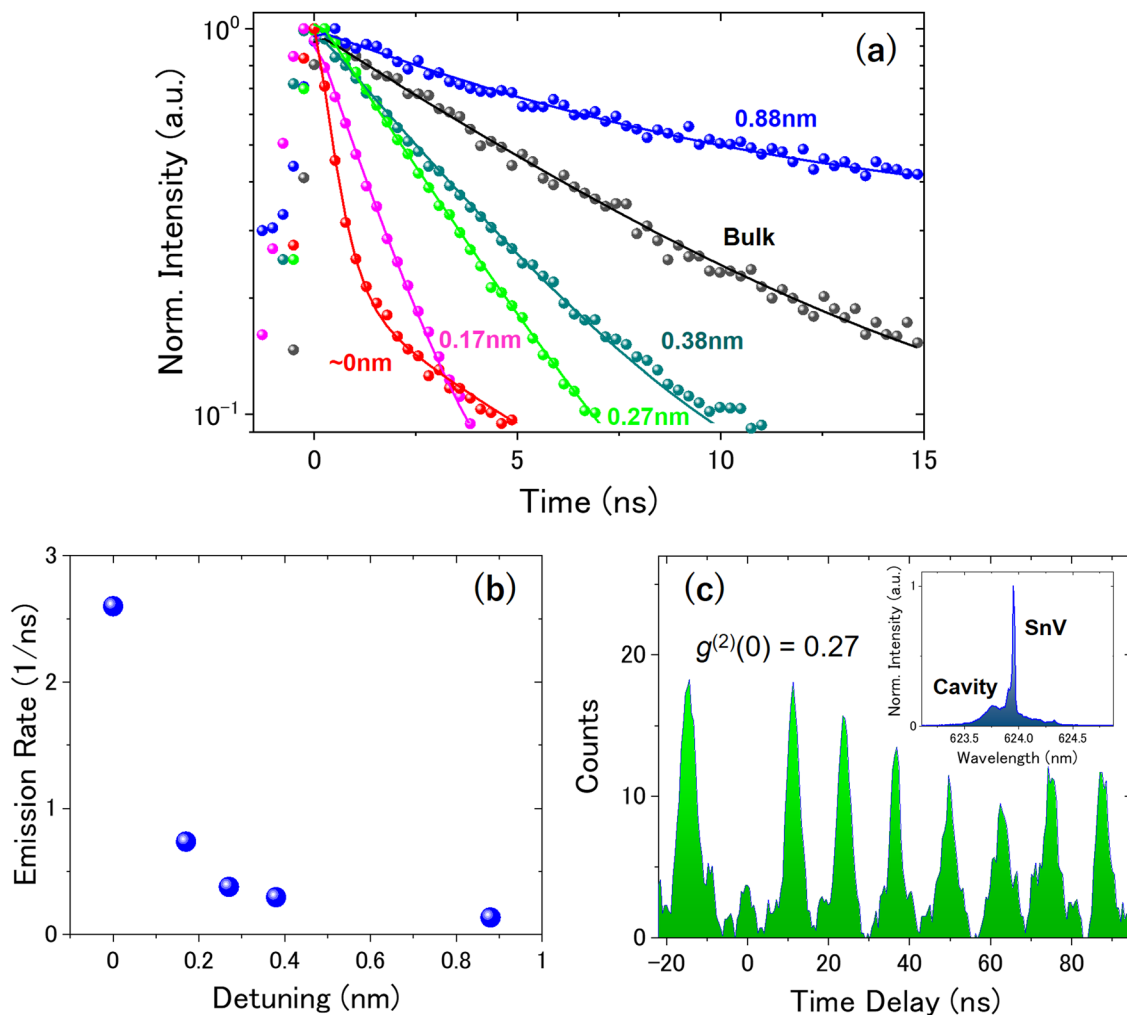 (a)
Norm. Intensity (a.u.)
10⁰
10⁻¹
0.88nm
Bulk
0.38nm
0.17nm
~0nm
0.27nm
0 5 10 15
Time (ns)
(b)
Emission Rate (1/ns)
3
2
1
0
0 0.2 0.4 0.6 0.8 1
Detuning (nm)
(c)
g⁽²⁾(0) = 0.27
Counts
20
10
0
-20 0 20 40 60 80
Time Delay (ns)
Norm. Intensity (a.u.)
1
0
SnV
Cavity
623.5 624.0 624.5
Wavelength (nm)